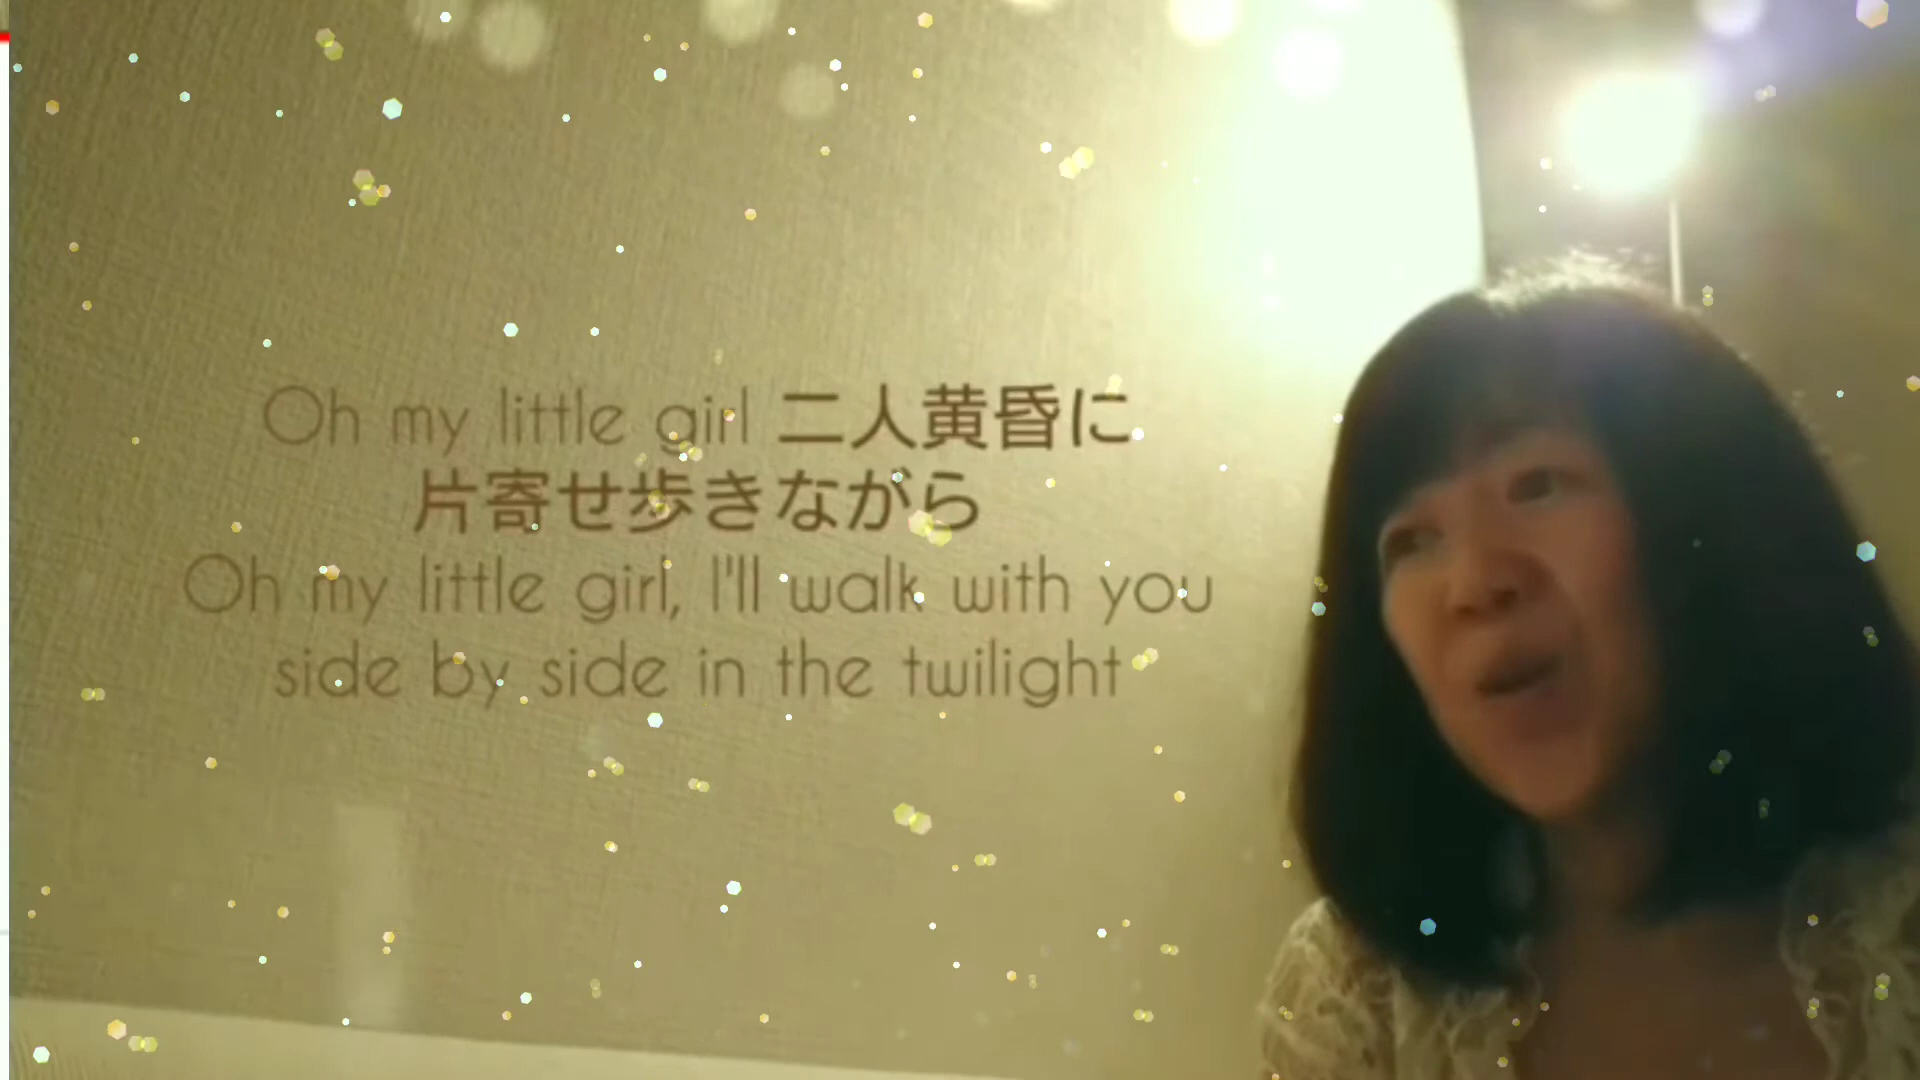 Oh my little girl 二人黄昏に
片寄せ歩きながら
Oh my little girl, I'll walk with you
side by side in the twilight